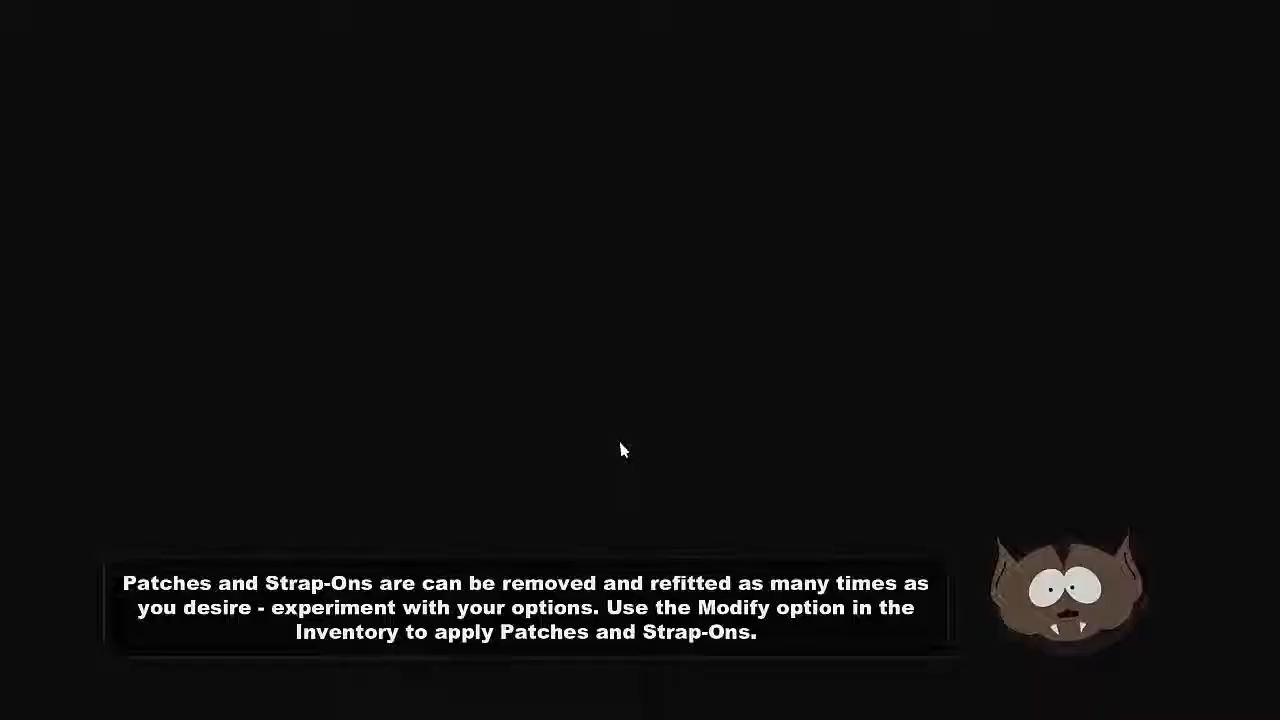 Patches and Strap-Ons are can be removed and refitted as many times as
you desire - experiment with your options. Use the Modify option in the
Inventory to apply Patches and Strap-Ons.